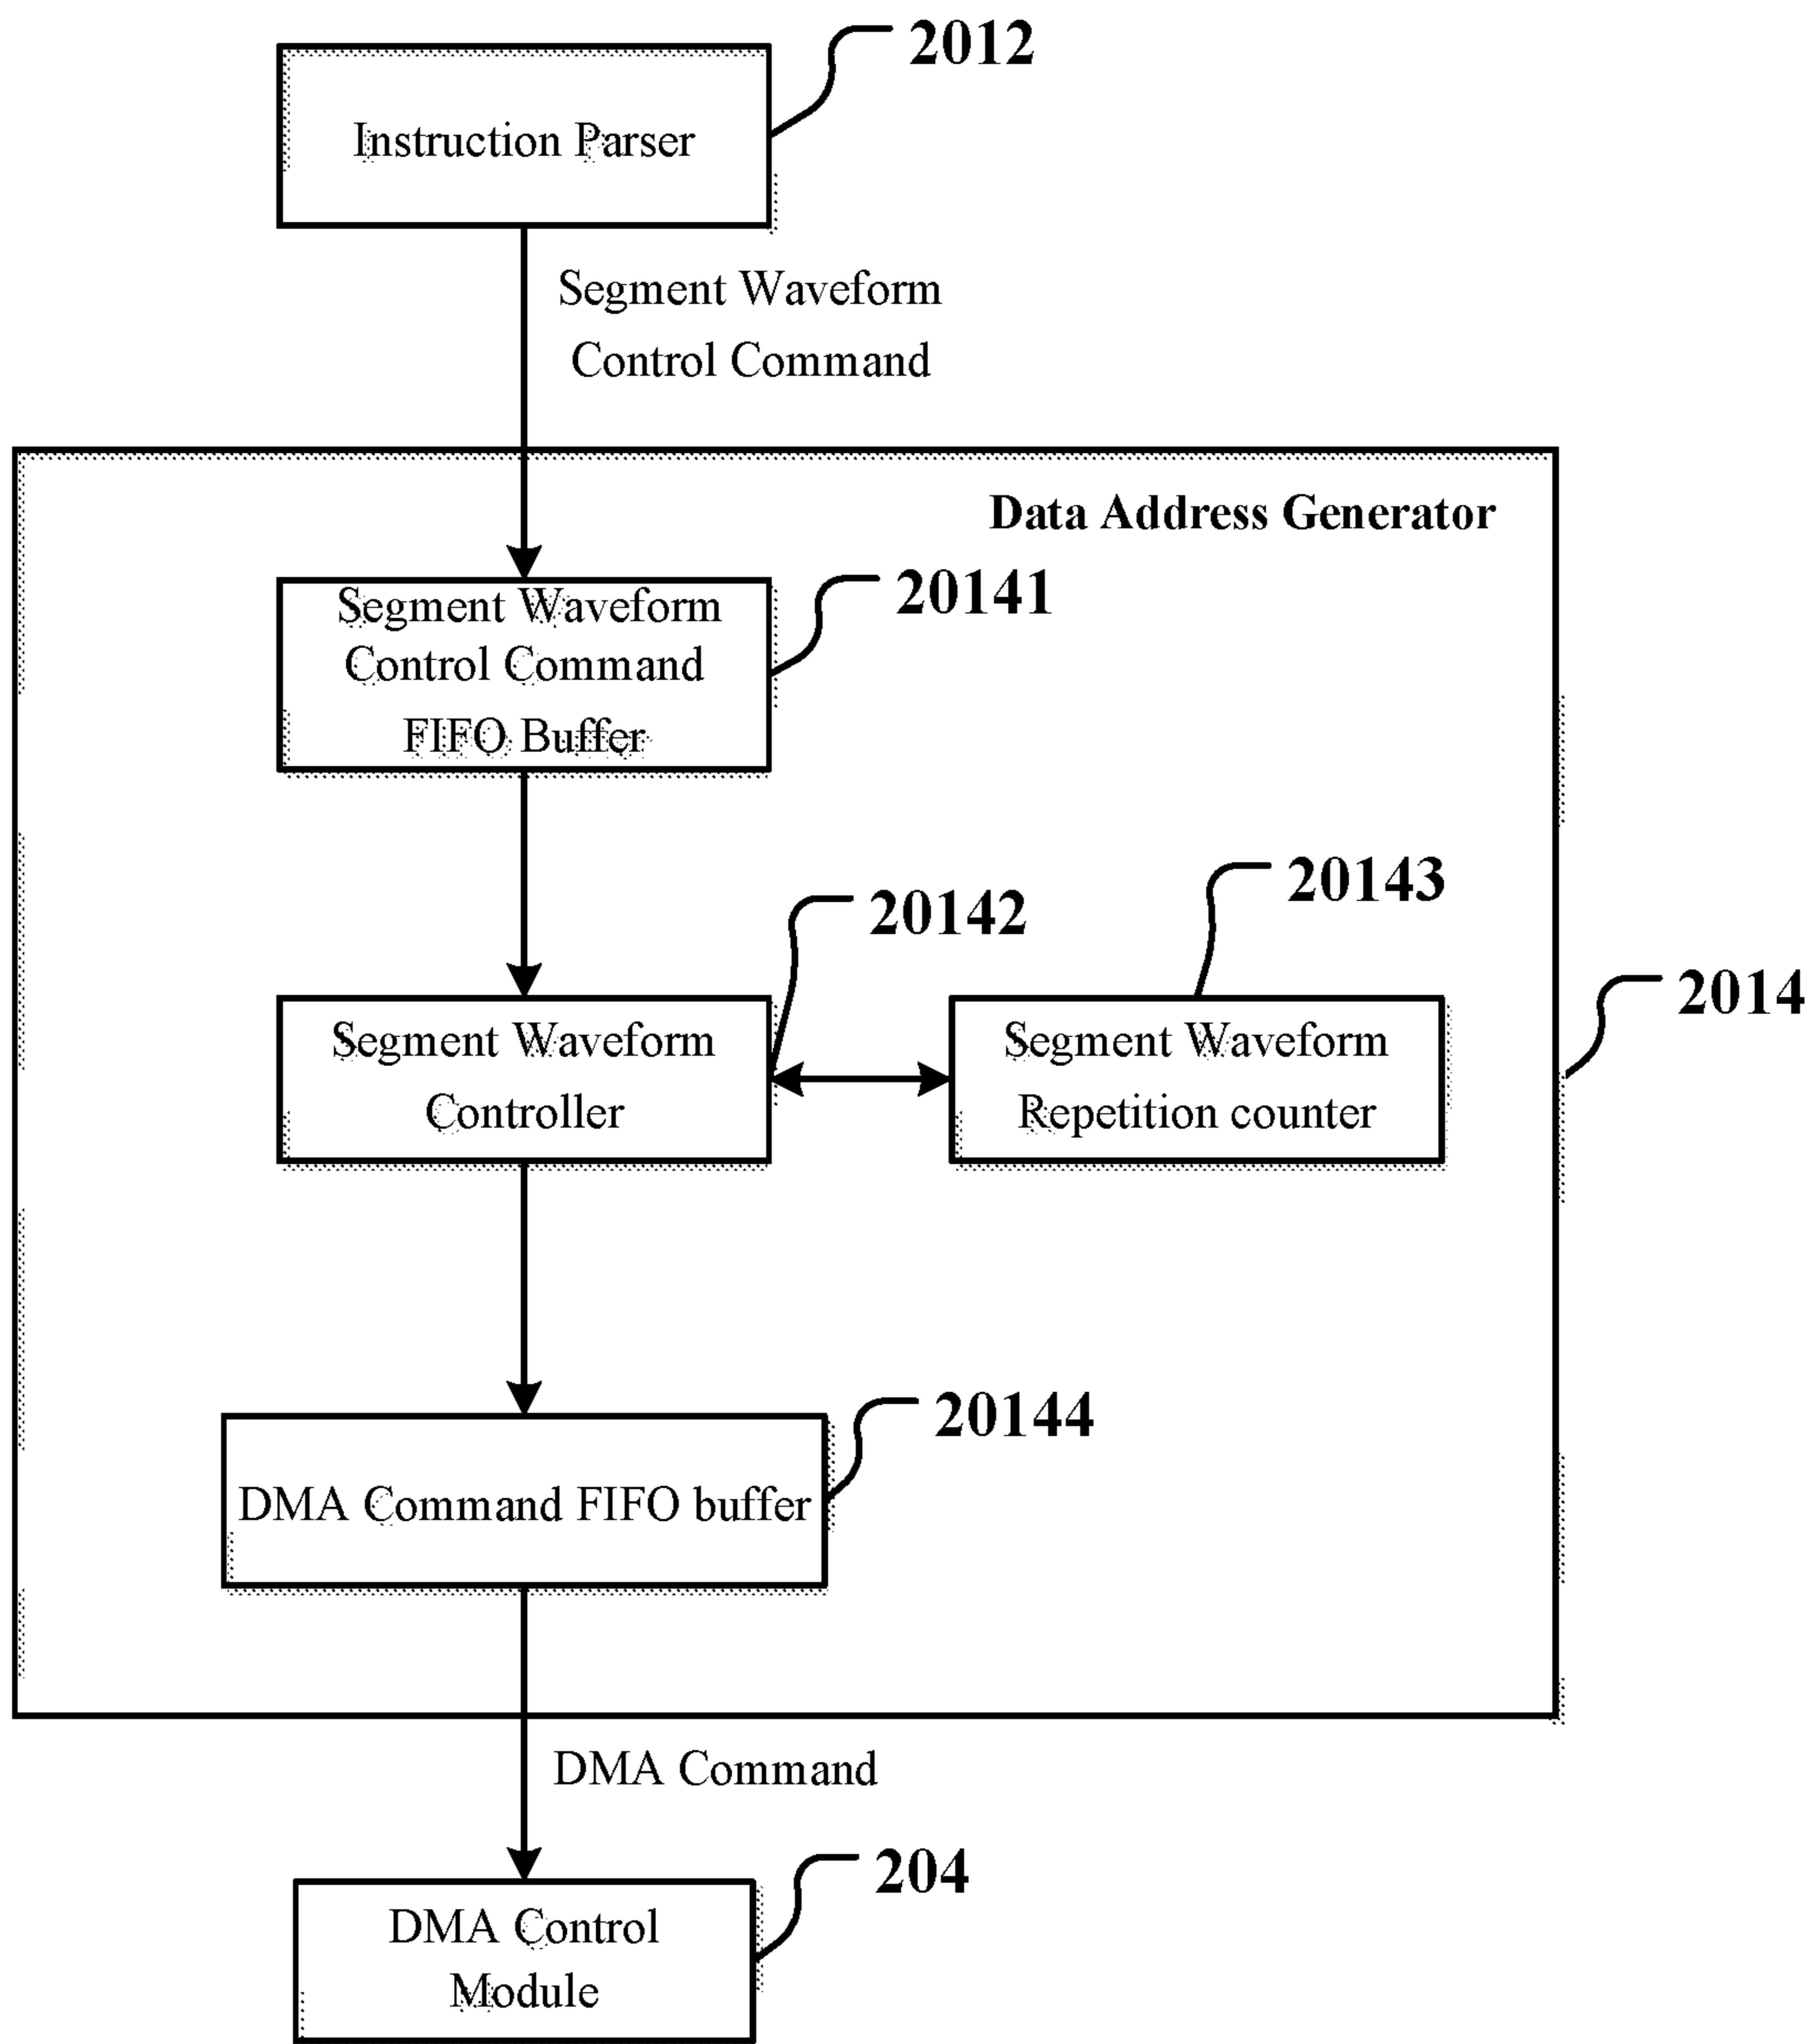 2012
Instruction Parser
Segment Waveform
Control Command
Data Address Generator
20141
Segment Waveform
Control Command
FIFO Buffer
20142
20143
2014
Segment Waveform
Controller
Segment Waveform
Repetition counter
20144
DMA Command FIFO buffer
DMA Command
204
DMA Control
Module